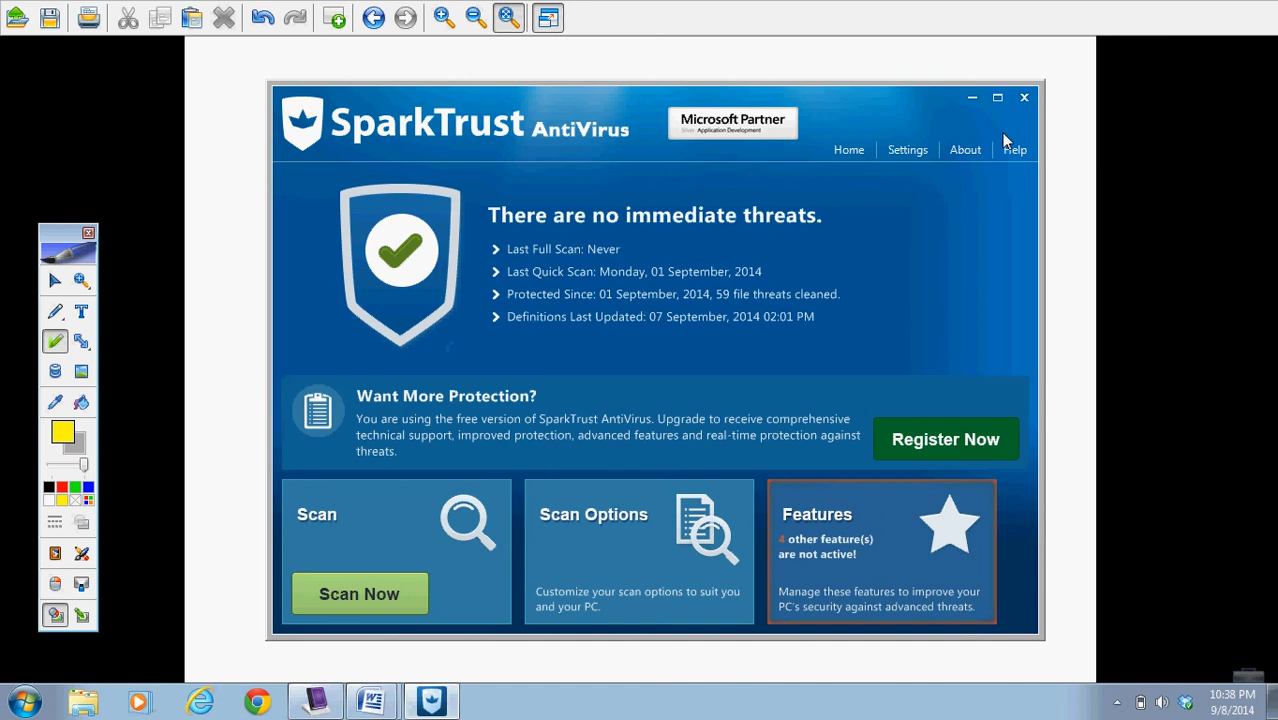 SparkTrust AntiVirus
Microsoft Partner
Silver Application Development
Home
Settings
About
Help
There are no immediate threats.
Last Full Scan: Never
Last Quick Scan: Monday, 01 September, 2014
Protected Since: 01 September, 2014, 59 file threats cleaned.
Definitions Last Updated: 07 September, 2014 02:01 PM
Want More Protection?
You are using the free version of SparkTrust AntiVirus. Upgrade to receive comprehensive
technical support, improved protection, advanced features and real-time protection against
threats.
Register Now
Scan
Scan Now
Scan Options
Customize your scan options to suit you
and your PC.
Features
4 other feature(s)
are not active!
Manage these features to improve your
PC's security against advanced threats.
10:38 PM
9/8/2014